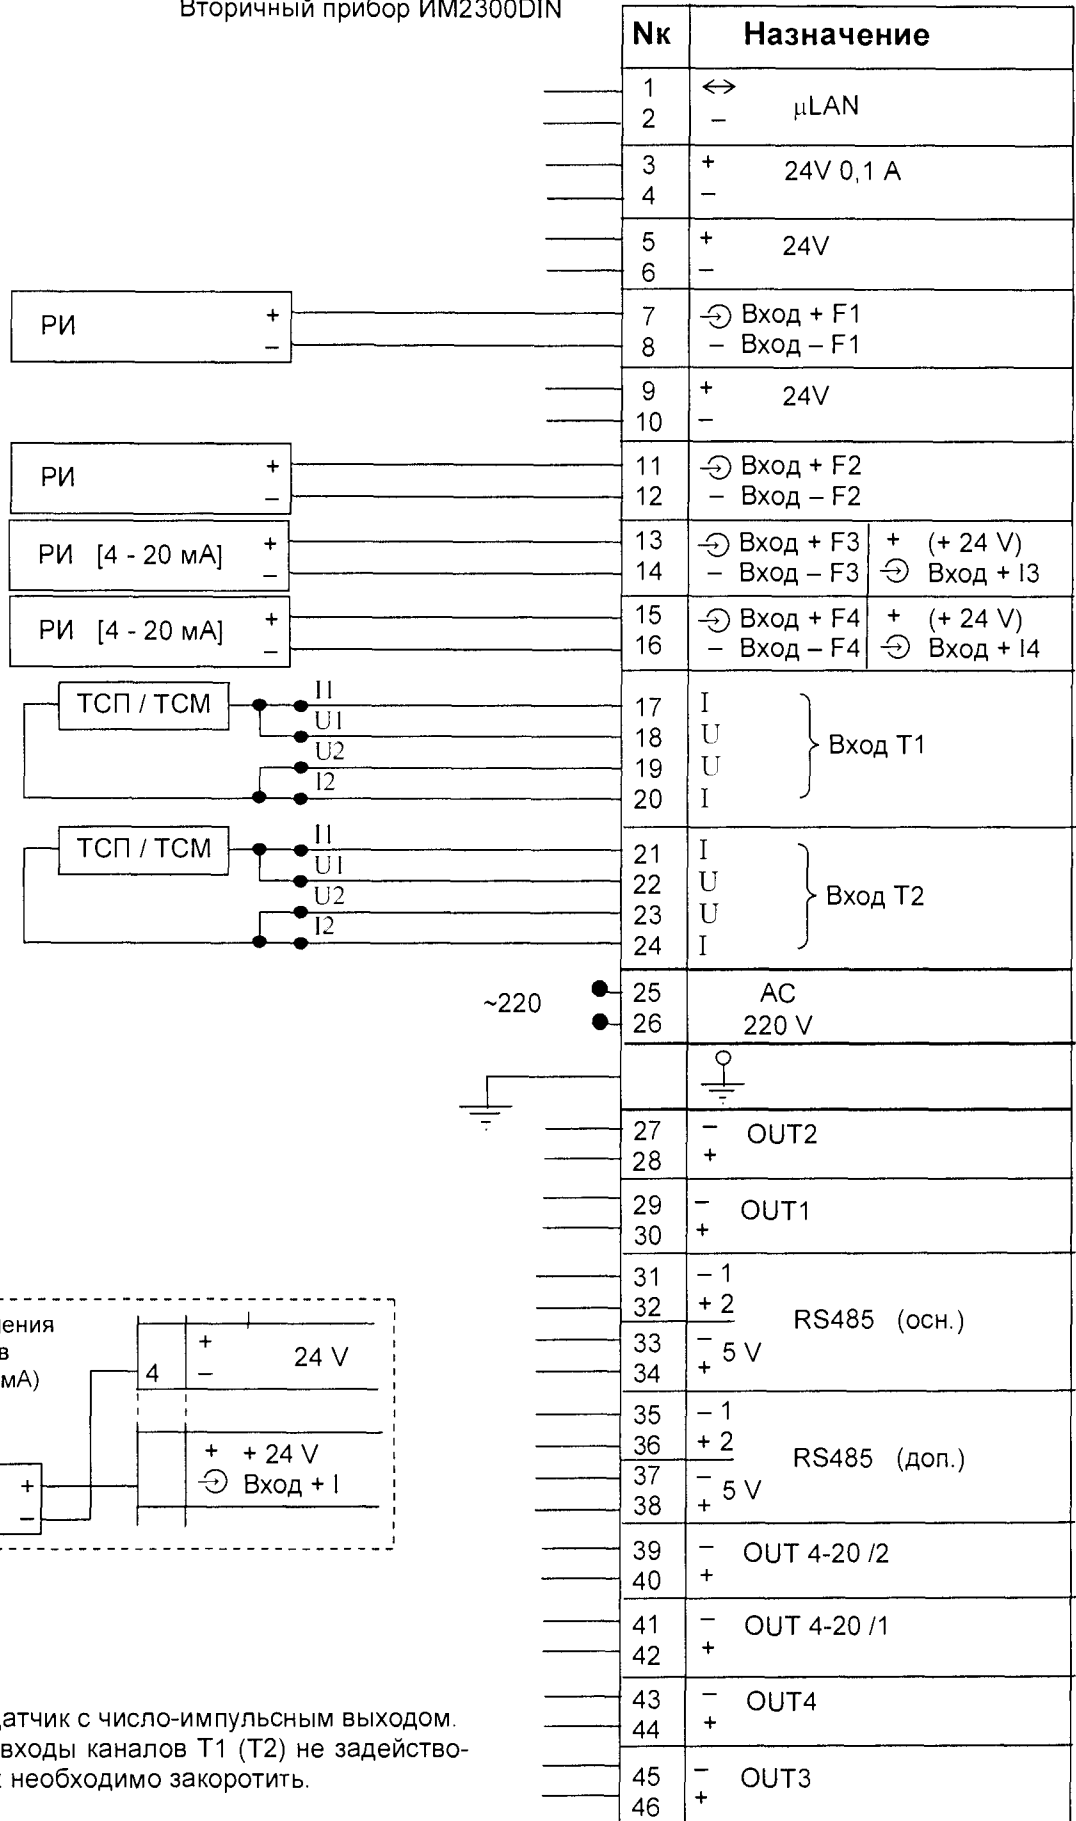 Вторичный прибор ИМ2300DIN
Nк Назначение
1 ↔
2 – µLAN
3 + 24V 0,1 A
4 –
5 + 24V
6 –
РИ + 7 Вход + F1
– 8 – Вход – F1
9 + 24V
10 –
РИ + 11 Вход + F2
– 12 – Вход – F2
РИ [4 - 20 мА] + 13 Вход + F3 + (+ 24 V)
– 14 – Вход – F3 Вход + I3
РИ [4 - 20 мА] + 15 Вход + F4 + (+ 24 V)
– 16 – Вход – F4 Вход + I4
ТСП / ТСМ I1 17 I
U1 18 U Вход T1
U2 19 U
I2 20 I
ТСП / ТСМ I1 21 I
U1 22 U Вход T2
U2 23 U
I2 24 I
~220 25 AC
26 220 V
27 – OUT2
28 +
29 – OUT1
30 +
31 – 1
32 + 2 RS485 (осн.)
33 – 5 V
34 +
35 – 1
36 + 2 RS485 (доп.)
37 – 5 V
38 +
39 – OUT 4-20 /2
40 +
41 – OUT 4-20 /1
42 +
43 – OUT4
44 +
45 – OUT3
46 +
ения
в
мА)
+ 24 V
4 –
+ + 24 V
Вход + I
+
–
датчик с число-импульсным выходом.
входы каналов Т1 (Т2) не задейство-
необходимо закоротить.